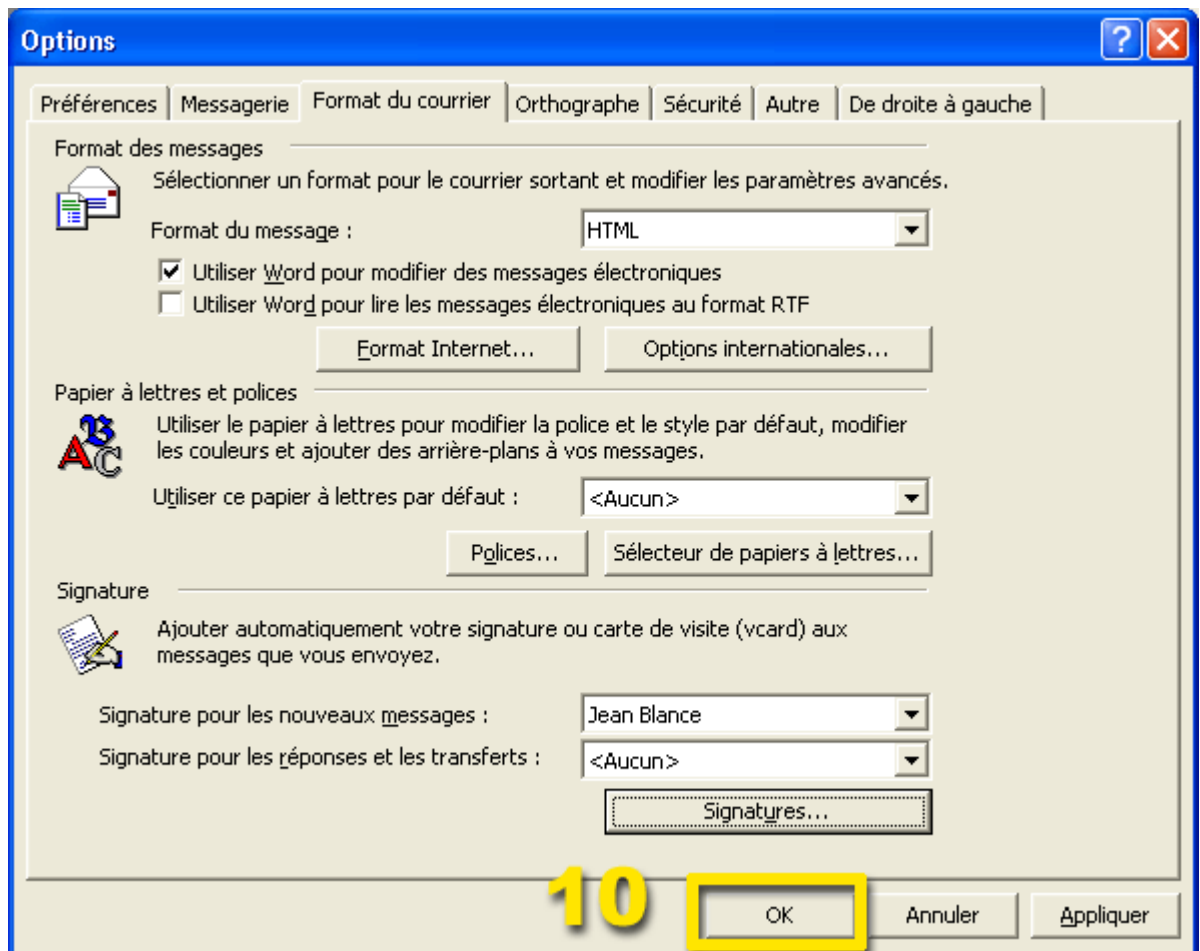 Options
Préférences Messagerie Format du courrier Orthographe Sécurité Autre De droite à gauche
Format des messages
Sélectionner un format pour le courrier sortant et modifier les paramètres avancés.
Format du message : HTML
Utiliser Word pour modifier des messages électroniques
Utiliser Word pour lire les messages électroniques au format RTF
Format Internet... Options internationales...
Papier à lettres et polices
Utiliser le papier à lettres pour modifier la police et le style par défaut, modifier
les couleurs et ajouter des arrière-plans à vos messages.
Utiliser ce papier à lettres par défaut : <Aucun>
Polices... Sélecteur de papiers à lettres...
Signature
Ajouter automatiquement votre signature ou carte de visite (vcard) aux
messages que vous envoyez.
Signature pour les nouveaux messages : Jean Blance
Signature pour les réponses et les transferts : <Aucun>
Signatures...
10 OK Annuler Appliquer